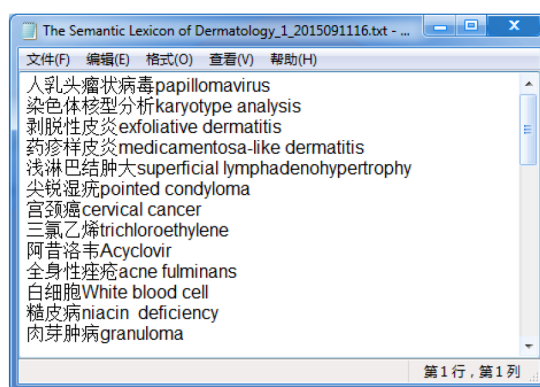 The Semantic Lexicon of Dermatology_1_2015091116.txt - ...
文件(F) 编辑(E) 格式(O) 查看(V) 帮助(H)
人乳头瘤状病毒papillomavirus
染色体核型分析karyotype analysis
剥脱性皮炎exfoliative dermatitis
药疹样皮炎medicamentosa-like dermatitis
浅淋巴结肿大superficial lymphadenohypertrophy
尖锐湿疣pointed condyloma
宫颈癌cervical cancer
三氯乙烯trichloroethylene
阿昔洛韦Acyclovir
全身性痤疮acne fulminans
白细胞White blood cell
糙皮病niacin  deficiency
肉芽肿病granuloma
第1行，第1列